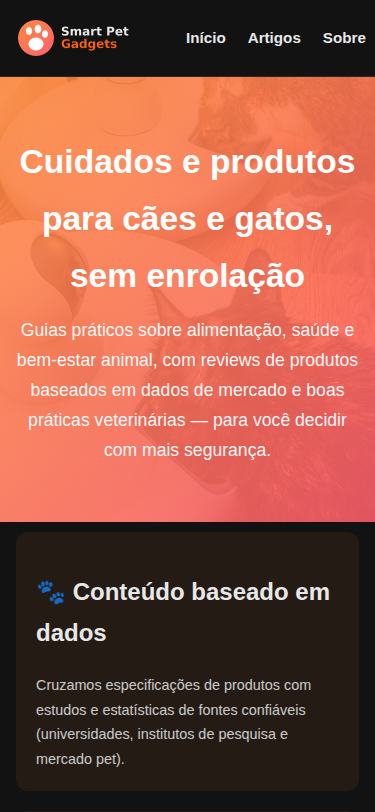 Smart Pet
Gadgets
Início Artigos Sobre
Cuidados e produtos
para cães e gatos,
sem enrolação
Guias práticos sobre alimentação, saúde e
bem-estar animal, com reviews de produtos
baseados em dados de mercado e boas
práticas veterinárias — para você decidir
com mais segurança.
🐾 Conteúdo baseado em
dados
Cruzamos especificações de produtos com
estudos e estatísticas de fontes confiáveis
(universidades, institutos de pesquisa e
mercado pet).